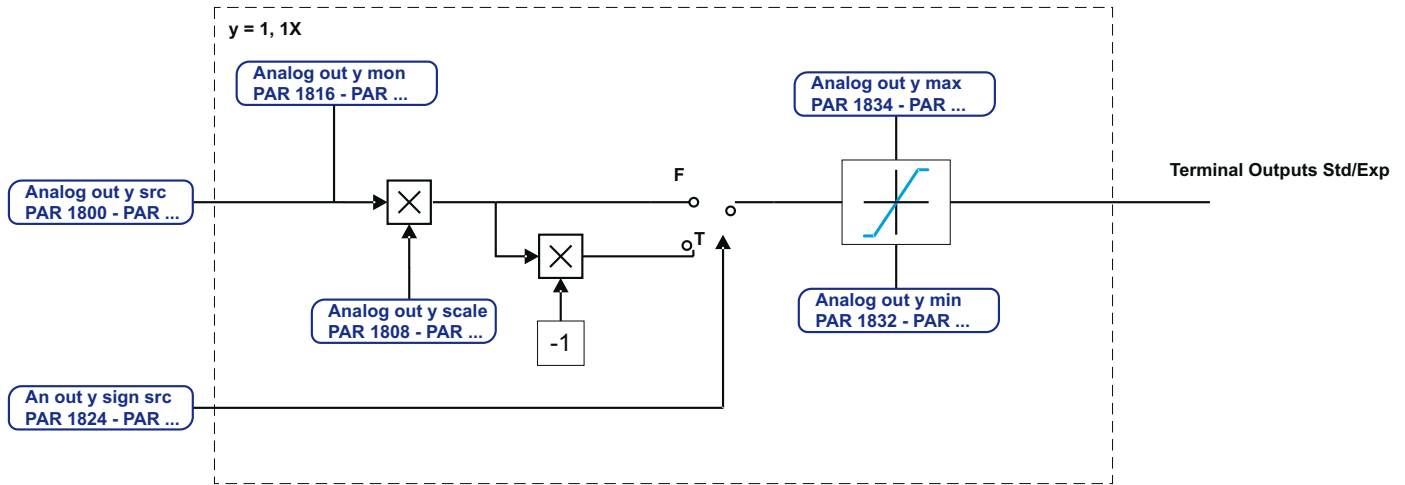 y = 1, 1X
Analog out y mon
PAR 1816 - PAR ...
Analog out y max
PAR 1834 - PAR ...
Analog out y src
PAR 1800 - PAR ...
F
Terminal Outputs Std/Exp
T
Analog out y scale
PAR 1808 - PAR ...
-1
Analog out y min
PAR 1832 - PAR ...
An out y sign src
PAR 1824 - PAR ...